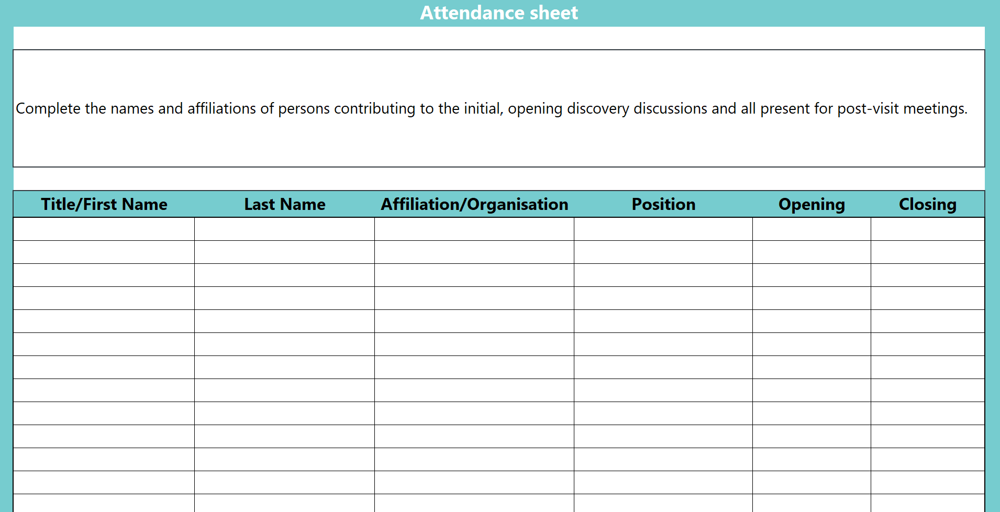 Attendance sheet
Complete the names and affiliations of persons contributing to the initial, opening discovery discussions and all present for post-visit meetings.
Title/First Name Last Name Affiliation/Organisation Position Opening Closing